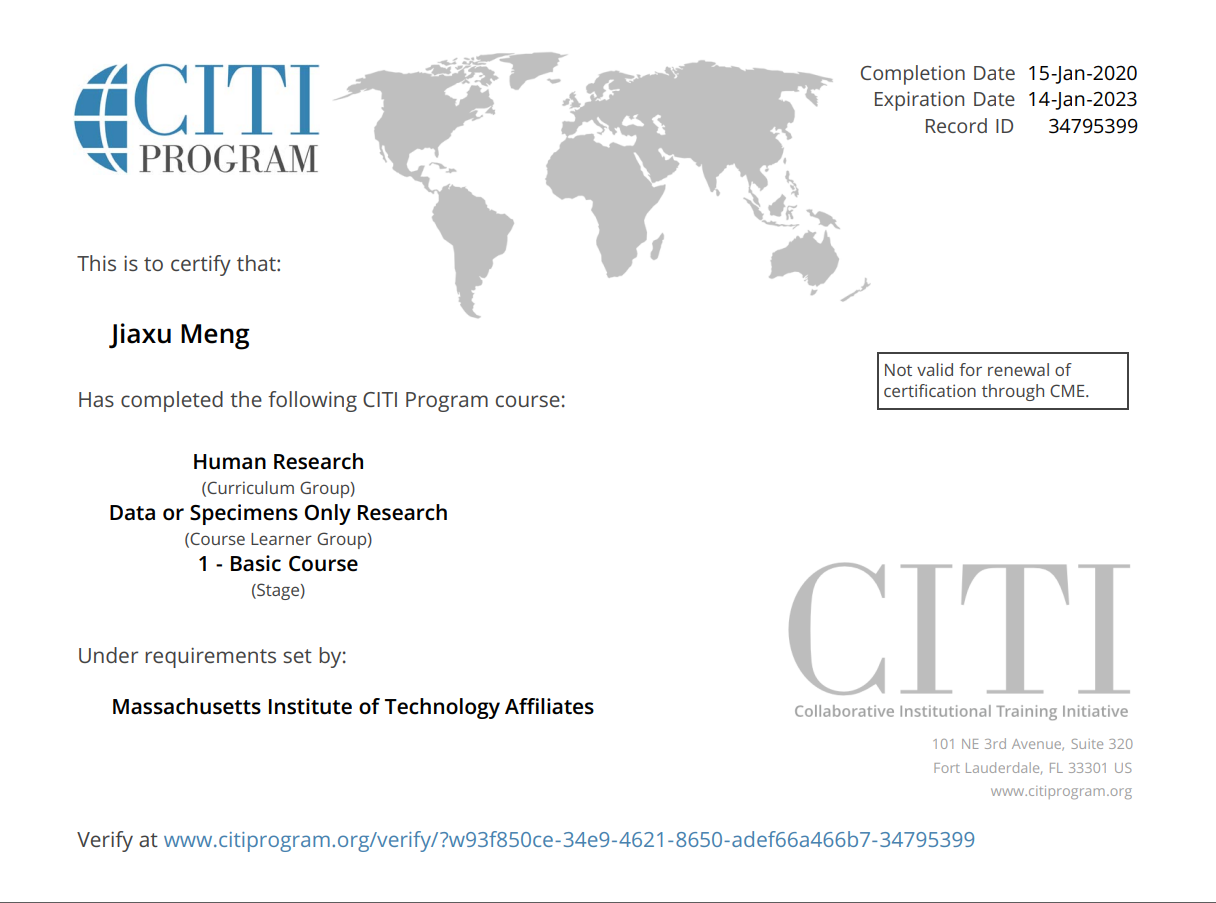 CITI
PROGRAM
Completion Date 15-Jan-2020
Expiration Date 14-Jan-2023
Record ID 34795399
This is to certify that:
Jiaxu Meng
Has completed the following CITI Program course:
Not valid for renewal of
certification through CME.
Human Research
(Curriculum Group)
Data or Specimens Only Research
(Course Learner Group)
1 - Basic Course
(Stage)
Under requirements set by:
Massachusetts Institute of Technology Affiliates
CITI
Collaborative Institutional Training Initiative
101 NE 3rd Avenue, Suite 320
Fort Lauderdale, FL 33301 US
www.citiprogram.org
Verify at www.citiprogram.org/verify/?w93f850ce-34e9-4621-8650-adef66a466b7-34795399